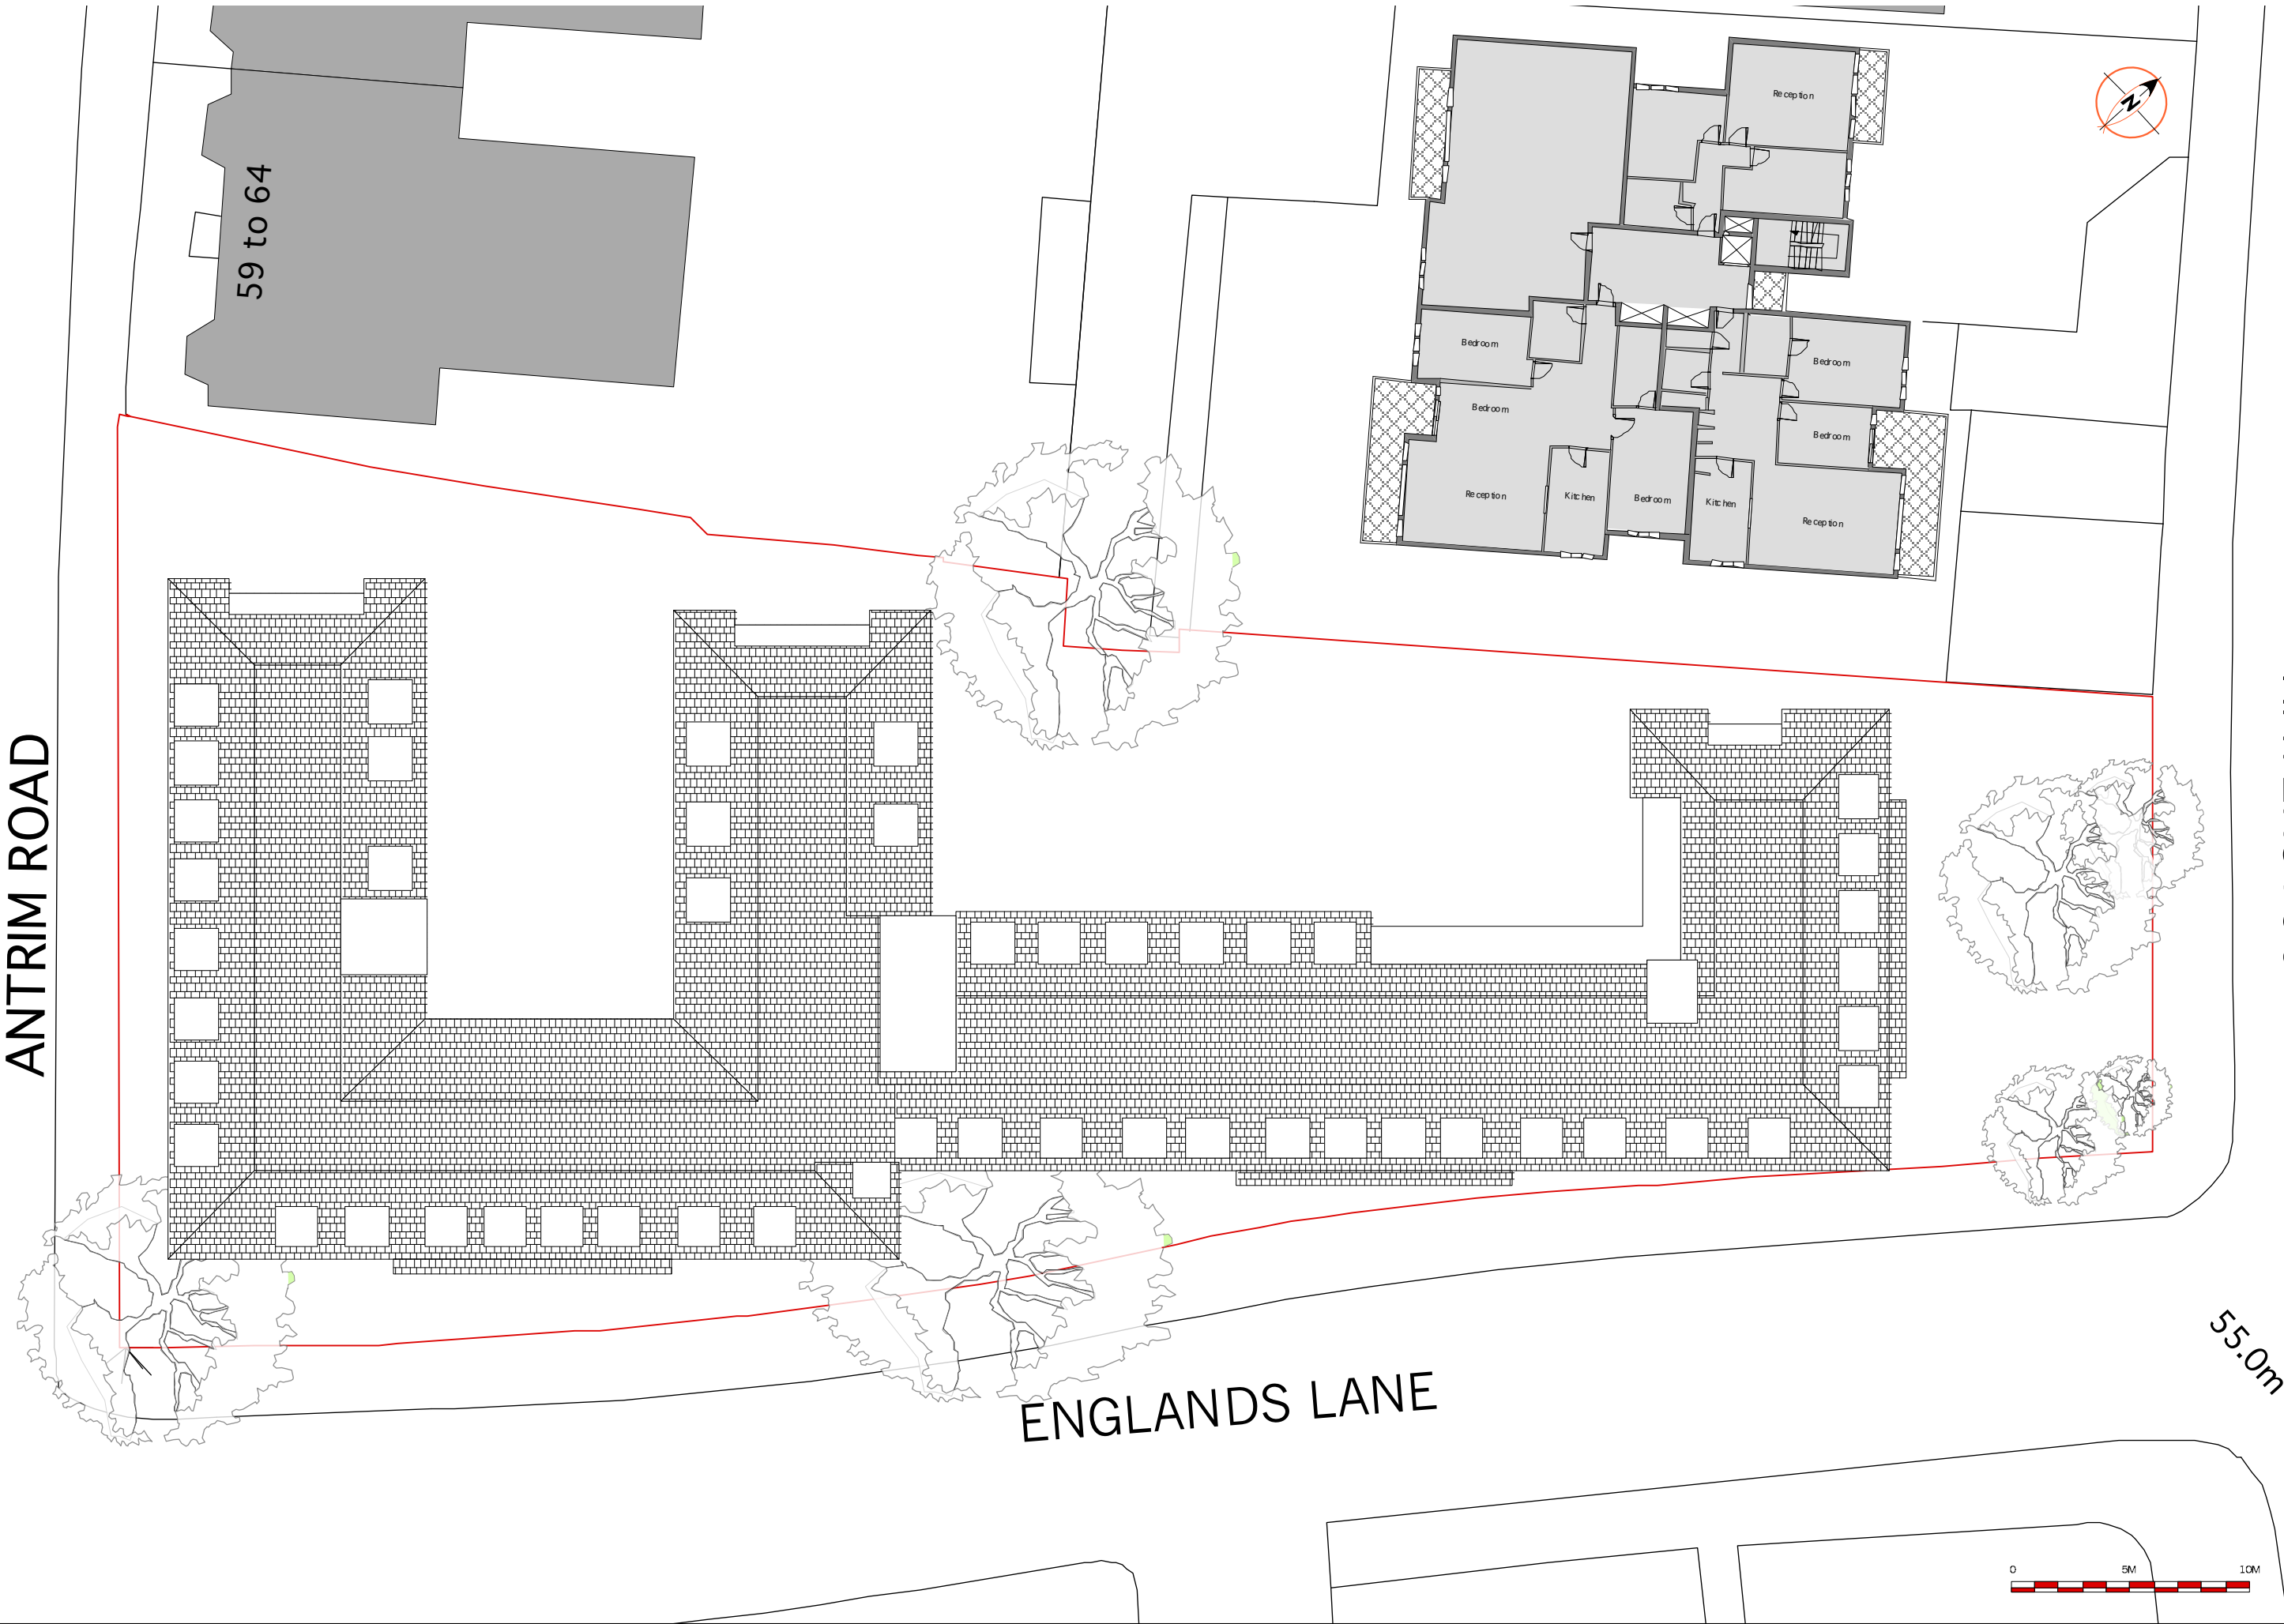 Reception
N
59 to 64
Bedroom
Bedroom
Bedroom
Bedroom
Reception
Kitchen
Bedroom
Kitchen
Reception
ANTRIM ROAD
ENGLANDS LANE
55.0m
0 5M 10M